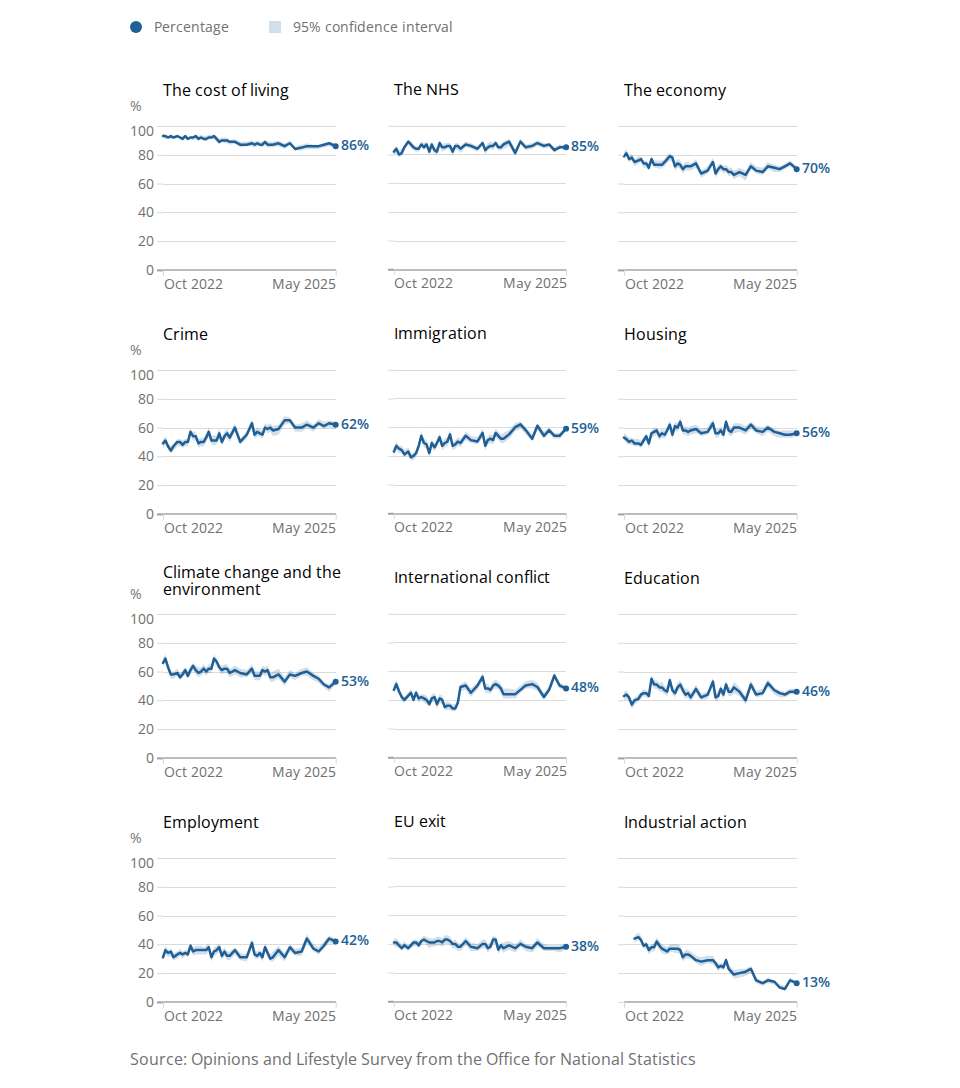 Percentage 95% confidence interval
The cost of living The NHS The economy
%
100
80 86% 85% 70%
60
40
20
0
Oct 2022 May 2025 Oct 2022 May 2025 Oct 2022 May 2025
Crime Immigration Housing
%
100
80
60 62% 59% 56%
40
20
0
Oct 2022 May 2025 Oct 2022 May 2025 Oct 2022 May 2025
Climate change and the International conflict Education
environment
%
100
80
60 53% 48% 46%
40
20
0
Oct 2022 May 2025 Oct 2022 May 2025 Oct 2022 May 2025
Employment EU exit Industrial action
%
100
80
60
40 42% 38% 13%
20
0
Oct 2022 May 2025 Oct 2022 May 2025 Oct 2022 May 2025
Source: Opinions and Lifestyle Survey from the Office for National Statistics